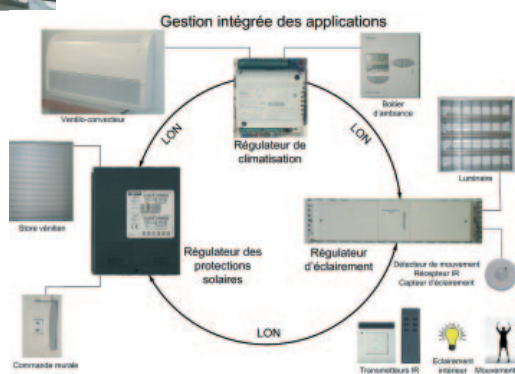 Gestion intégrée des applications
Ventilo-convecteur
LON
Régulateur de
climatisation
LON
Boîtier
d'ambiance
Luminaire
Store vénitien
Régulateur des
protections
solaires
Régulateur
d'éclairement
Détecteur de mouvement
Récepteur IR
Capteur d'éclairement
LON
Commande murale
Transmetteurs IR
Eclairement
intérieur
Mouvement